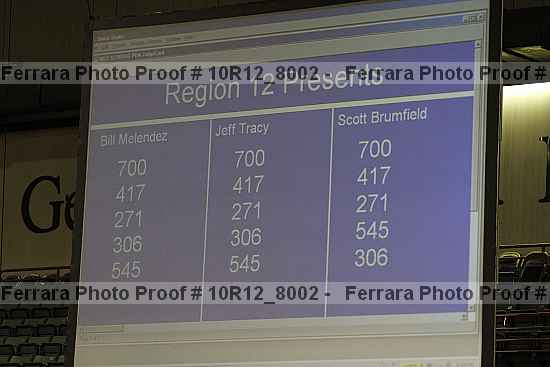 Ferrara Photo Proof # 10R12_8002 - Ferrara Photo Proof #
Region 12 Presents
Bill Melendez Jeff Tracy Scott Brumfield
700 700 700
417 417 417
271 271 271
306 306 545
545 545 306
Ge
Ferrara Photo Proof # 10R12_8002 - Ferrara Photo Proof #